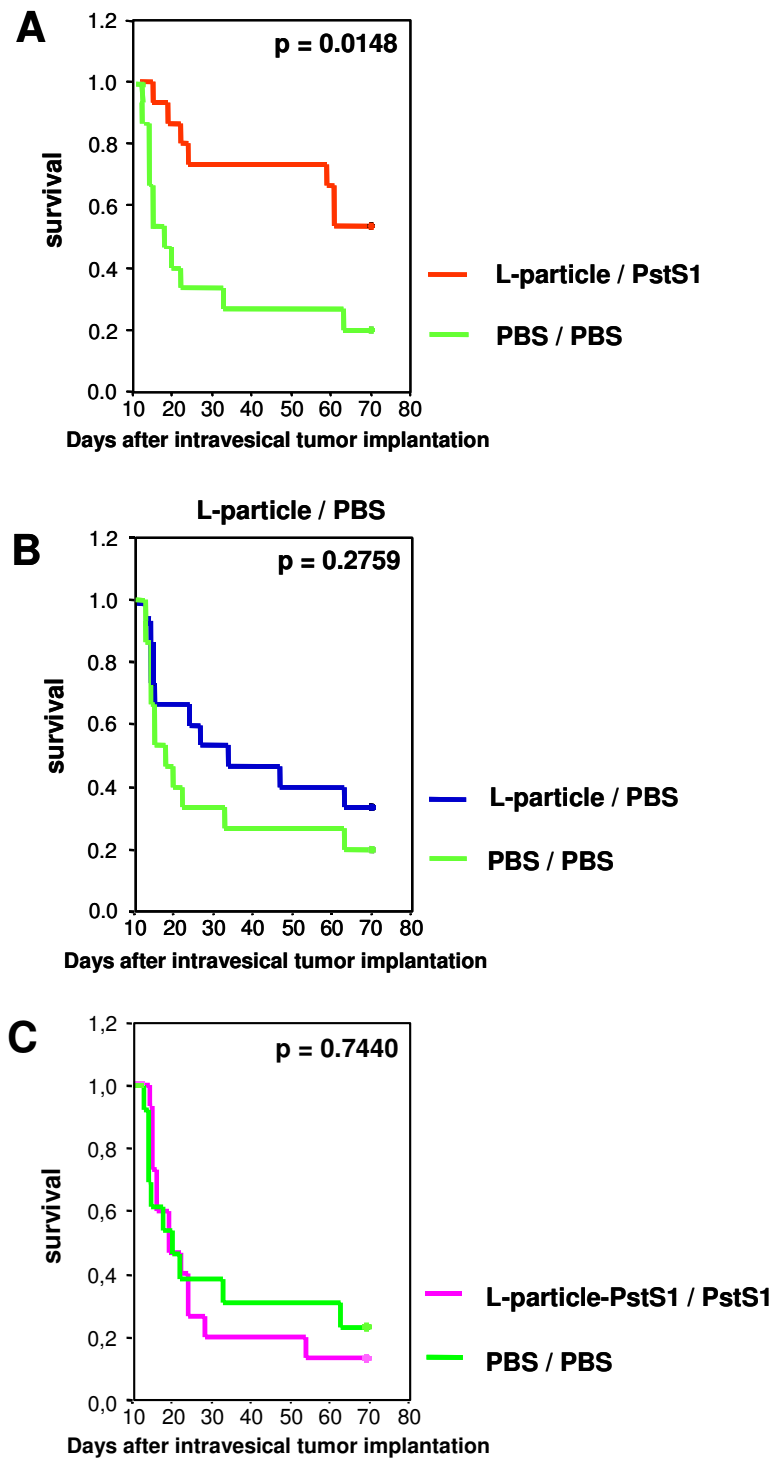 A
1.2
p = 0.0148
1.0
0.8
0.6
0.4
0.2
0.0
survival
10 20 30 40 50 60 70 80
Days after intravesical tumor implantation
L-particle / PstS1
PBS / PBS
L-particle / PBS
B
1.2
p = 0.2759
1.0
0.8
0.6
0.4
0.2
0.0
survival
10 20 30 40 50 60 70 80
Days after intravesical tumor implantation
L-particle / PBS
PBS / PBS
C
1,2
p = 0.7440
1,0
0,8
0,6
0,4
0,2
0,0
survival
10 20 30 40 50 60 70 80
Days after intravesical tumor implantation
L-particle-PstS1 / PstS1
PBS / PBS